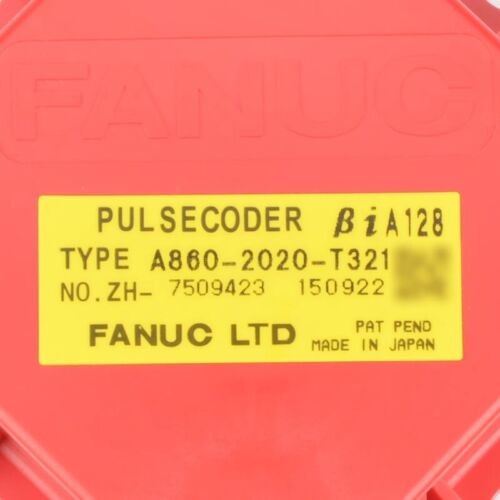 FANUC
PULSECODER βiA128
TYPE A860-2020-T321
NO.ZH- 7509423 150922
FANUC LTD
PAT PEND
MADE IN JAPAN